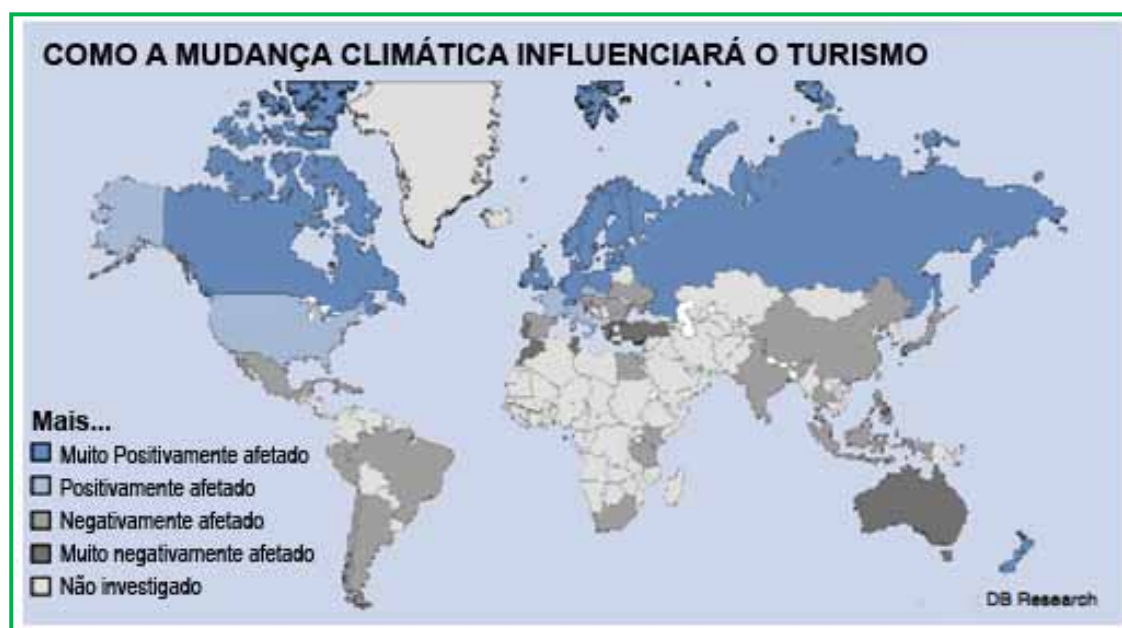 COMO A MUDANÇA CLIMÁTICA INFLUENCIARÁ O TURISMO
Mais...
Muito Positivamente afetado
Positivamente afetado
Negativamente afetado
Muito negativamente afetado
Não investigado
DB Research